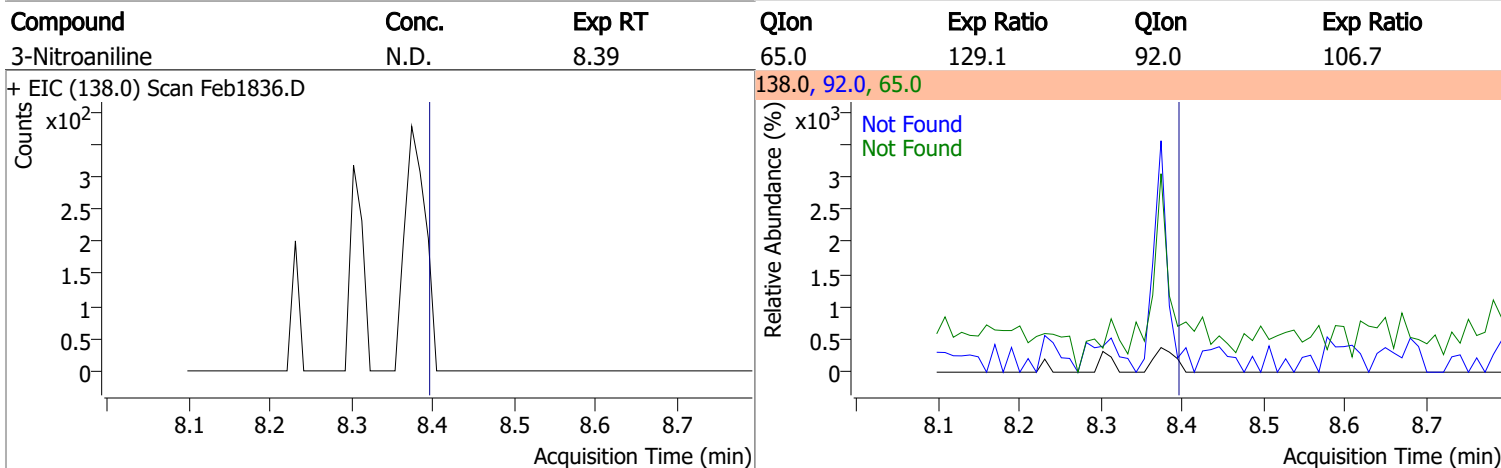 Compound Conc. Exp RT QIon Exp Ratio QIon Exp Ratio
3-Nitroaniline N.D. 8.39 65.0 129.1 92.0 106.7
+ EIC (138.0) Scan Feb1836.D
Counts
x10²
3
2.5
2
1.5
1
0.5
0
8.1 8.2 8.3 8.4 8.5 8.6 8.7
Acquisition Time (min)
138.0, 92.0, 65.0
Relative Abundance (%)
x10³
Not Found
Not Found
3
2.5
2
1.5
1
0.5
0
8.1 8.2 8.3 8.4 8.5 8.6 8.7
Acquisition Time (min)